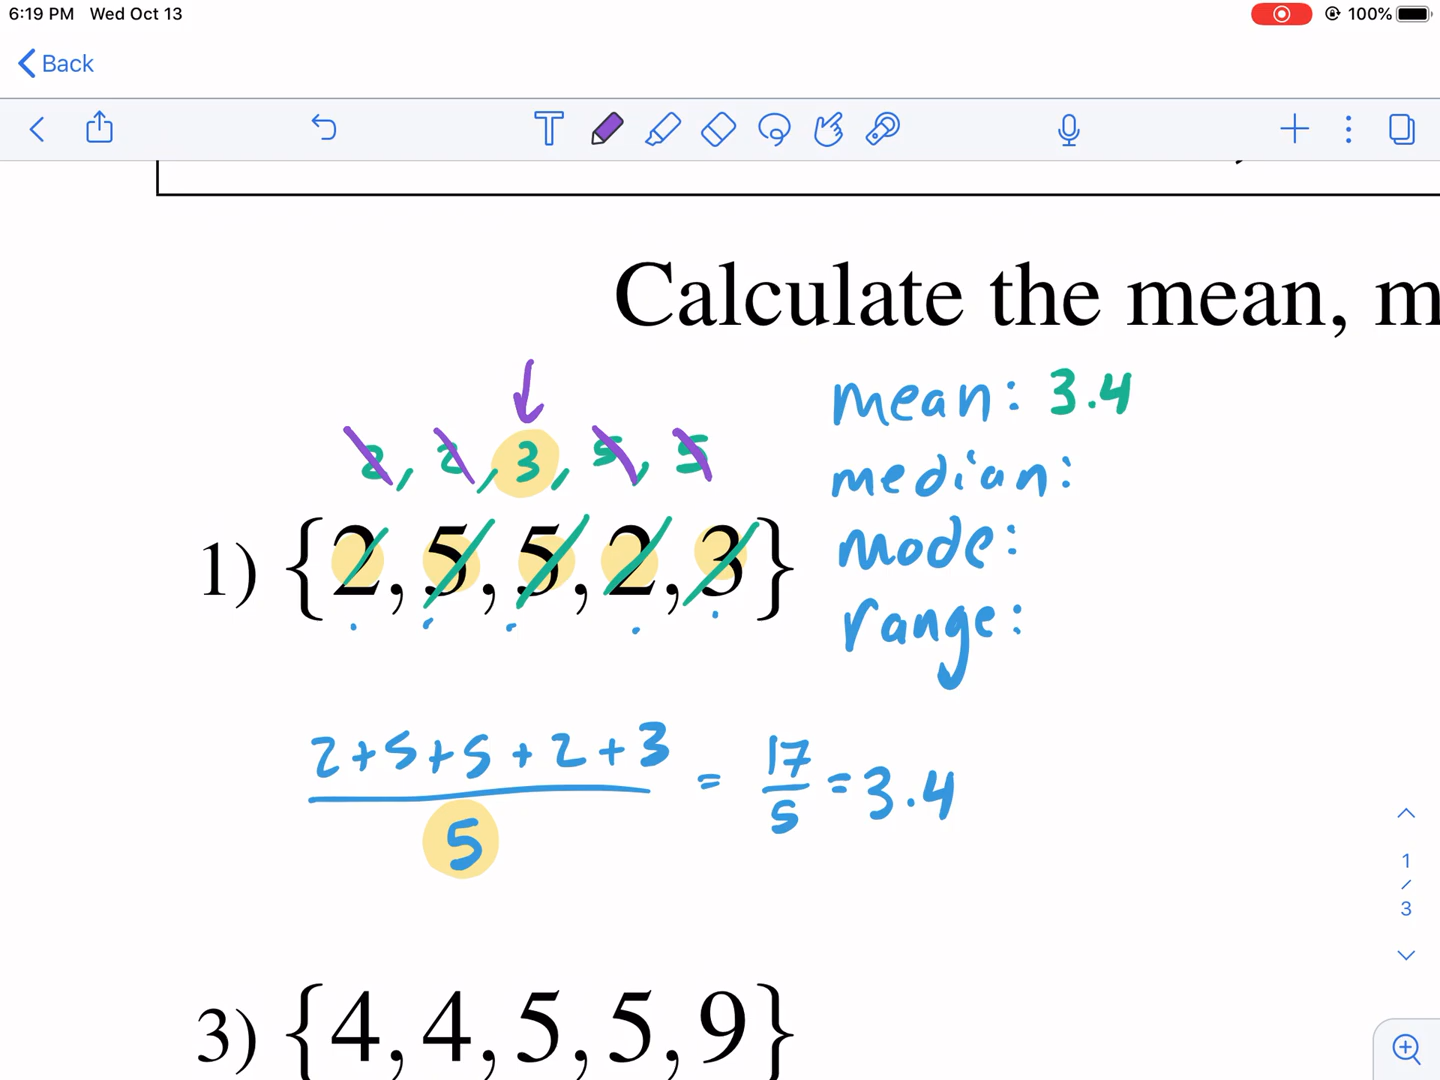 6:19 PM Wed Oct 13
100%
Back
Calculate the mean, m
mean: 3.4
2, 2, 3, 5, 5
median:
1) {2, 5, 5, 2, 3}
mode:
range:
2+5+5+2+3
5
= 17/5 = 3.4
1
/
3
3) {4, 4, 5, 5, 9}